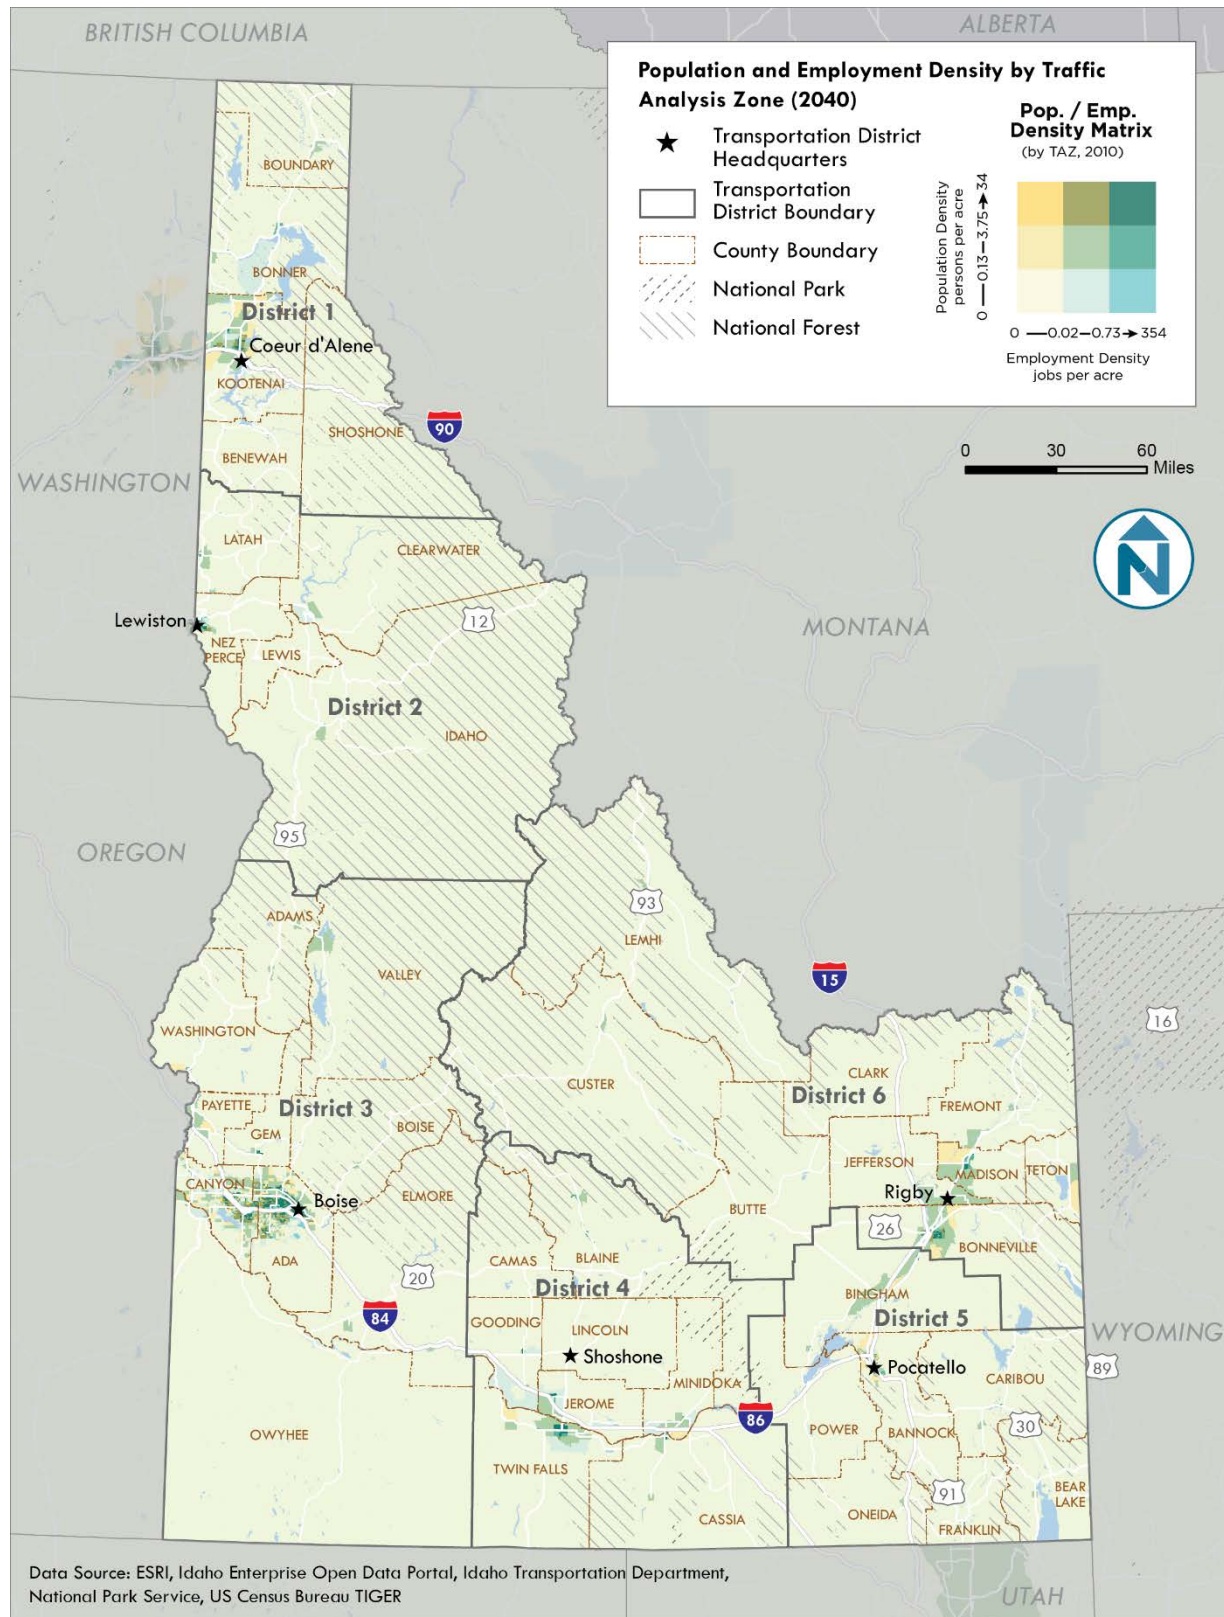 BRITISH COLUMBIA
ALBERTA
Population and Employment Density by Traffic
Analysis Zone (2040)
Transportation District
Headquarters
Transportation
District Boundary
County Boundary
National Park
National Forest
Pop. / Emp.
Density Matrix
(by TAZ, 2010)
Population Density
persons per acre
0 — 0.13 — 3.75 → 34
0 — 0.02 — 0.73 → 354
Employment Density
jobs per acre
0 30 60
Miles
N
BOUNDARY
BONNER
District 1
Coeur d'Alene
KOOTENAI
90
SHOSHONE
BENEWAH
WASHINGTON
LATAH
CLEARWATER
Lewiston
12
NEZ
PERCE
LEWIS
MONTANA
District 2
IDAHO
95
OREGON
93
ADAMS
LEMHI
VALLEY
15
16
WASHINGTON
CLARK
CUSTER
District 6
FREMONT
PAYETTE
District 3
GEM
BOISE
JEFFERSON
MADISON
TETON
CANYON
Boise
ELMORE
Rigby
BUTTE
26
BONNEVILLE
ADA
CAMAS
BLAINE
20
District 4
BINGHAM
District 5
84
GOODING
LINCOLN
WYOMING
Shoshone
Pocatello
89
CARIBOU
MINIDOKA
JEROME
86
POWER
BANNOCK
30
OWYHEE
TWIN FALLS
91
BEAR
LAKE
CASSIA
ONEIDA
FRANKLIN
Data Source: ESRI, Idaho Enterprise Open Data Portal, Idaho Transportation Department,
National Park Service, US Census Bureau TIGER
UTAH